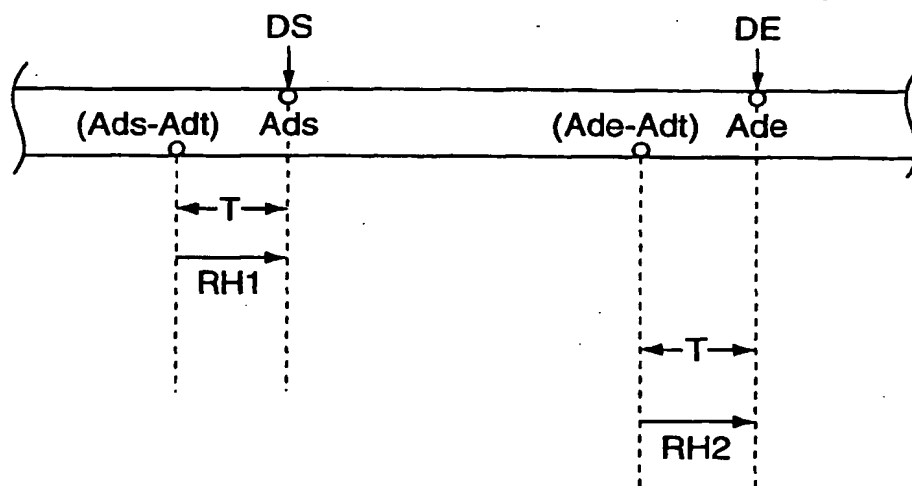 DS DE
(Ads-Adt) Ads (Ade-Adt) Ade
T
RH1
T
RH2